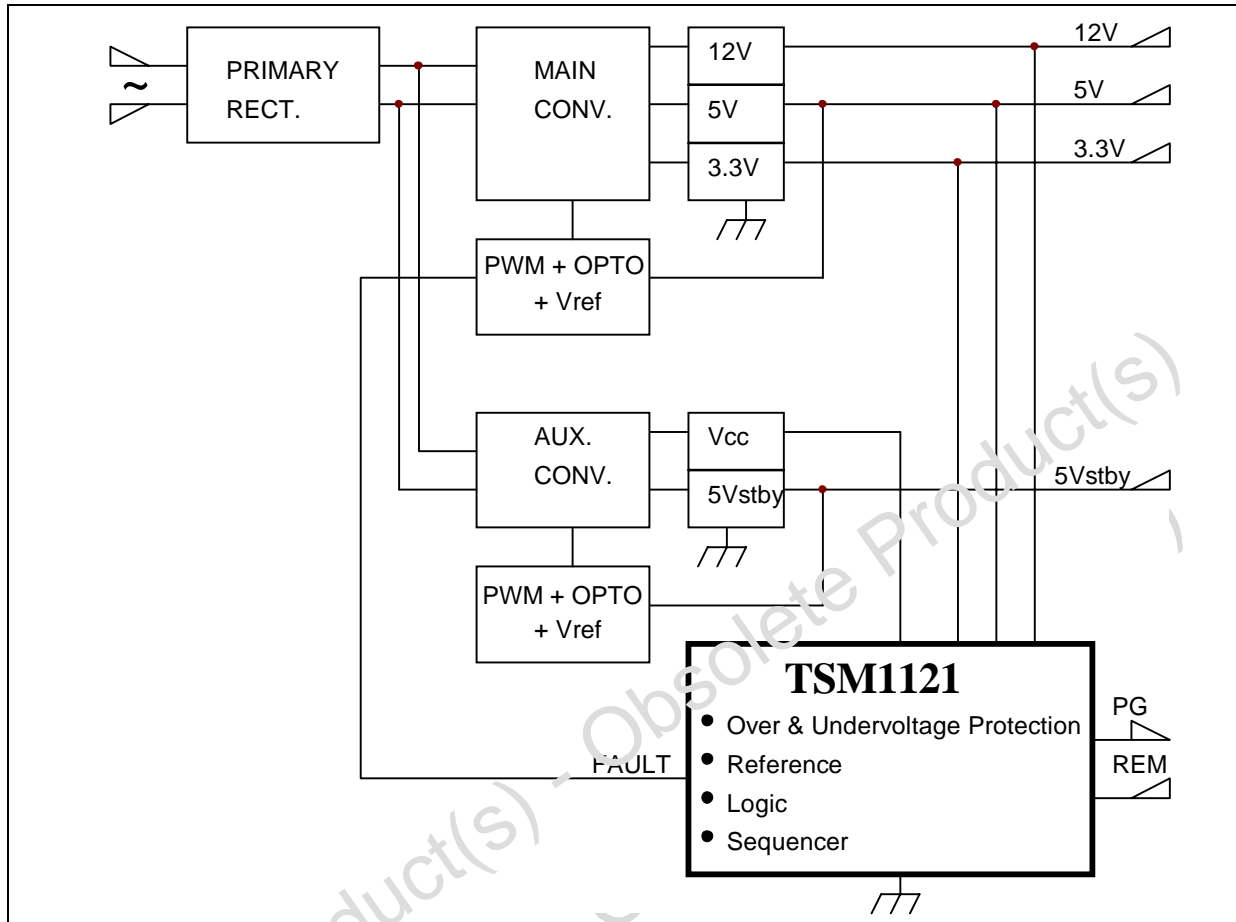 12V
PRIMARY
RECT.
~
MAIN
CONV.
12V
5V
3.3V
5V
3.3V
PWM + OPTO
+ Vref
AUX.
CONV.
Vcc
5Vstby
5Vstby
PWM + OPTO
+ Vref
TSM1121
• Over & Undervoltage Protection
• Reference
• Logic
• Sequencer
FAULT
PG
REM
duct(s) - Obsolete Product(s)